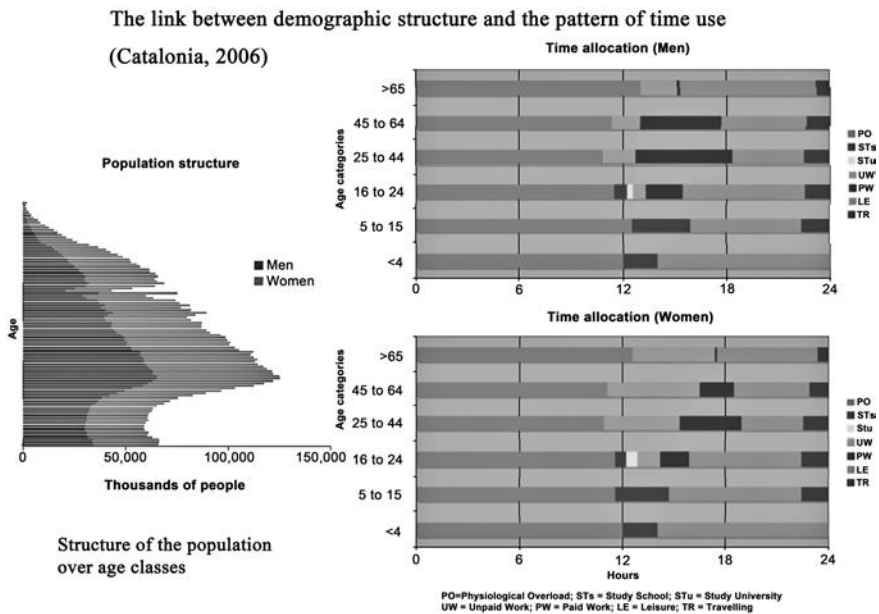 The link between demographic structure and the pattern of time use
(Catalonia, 2006)
Population structure
Age
Men
Women
0
50,000
100,000
150,000
Thousands of people
Structure of the population
over age classes
Time allocation (Men)
Age categories
>65
45 to 64
25 to 44
16 to 24
5 to 15
<4
0
6
12
18
24
PO
STs
STu
UW
PW
LE
TR
Time allocation (Women)
Age categories
>65
45 to 64
25 to 44
16 to 24
5 to 15
<4
0
6
12
18
24
Hours
PO
STs
Stu
UW
PW
LE
TR
PO=Physiological Overload; STs = Study School; STu = Study University
UW = Unpaid Work; PW = Paid Work; LE = Leisure; TR = Travelling